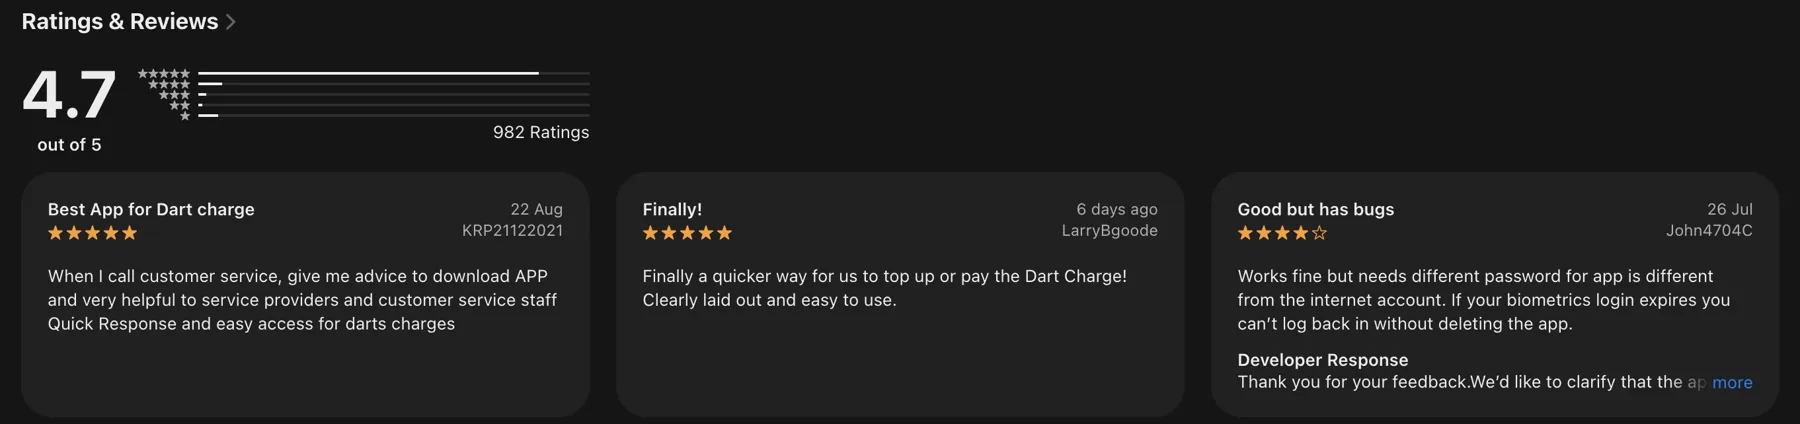 Ratings & Reviews
4.7
out of 5
982 Ratings
Best App for Dart charge
22 Aug
KRP21122021
When I call customer service, give me advice to download APP
and very helpful to service providers and customer service staff
Quick Response and easy access for darts charges
Finally!
6 days ago
LarryBgoode
Finally a quicker way for us to top up or pay the Dart Charge!
Clearly laid out and easy to use.
Good but has bugs
26 Jul
John4704C
Works fine but needs different password for app is different
from the internet account. If your biometrics login expires you
can’t log back in without deleting the app.
Developer Response
Thank you for your feedback.We’d like to clarify that the ap more